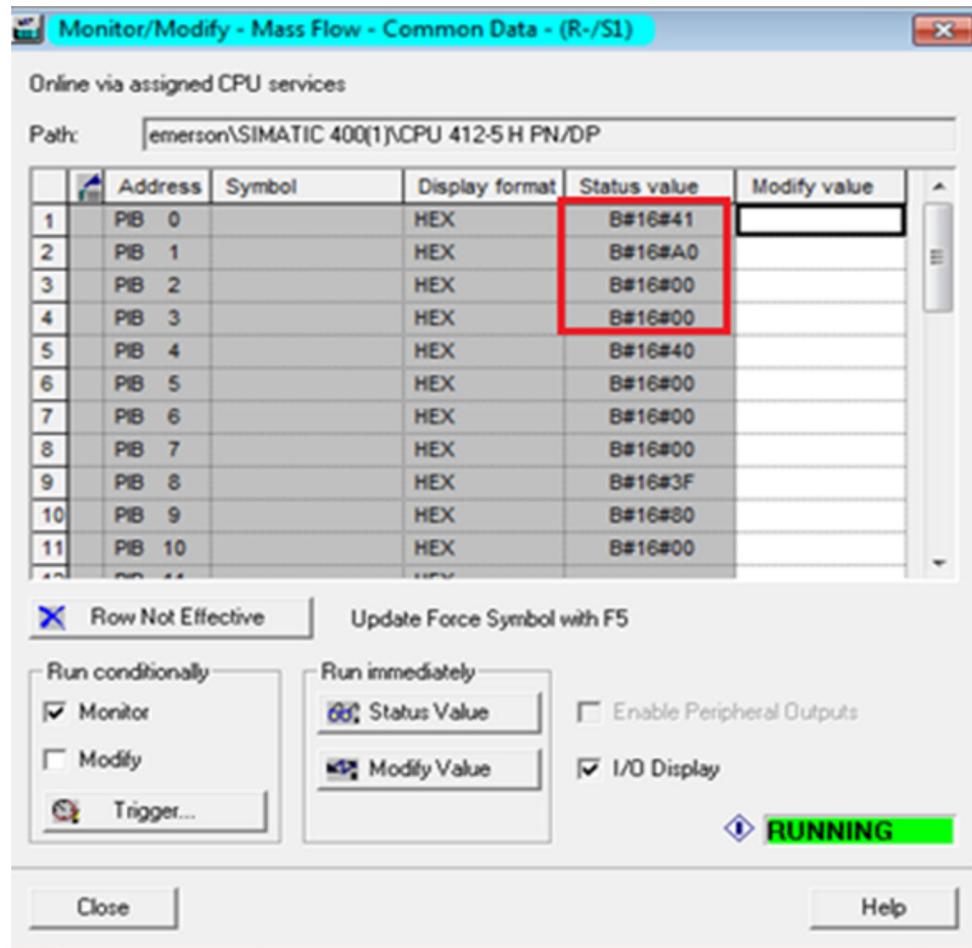 Monitor/Modify - Mass Flow - Common Data - (R-/S1)
Online via assigned CPU services
Path: emerson\SIMATIC 400(1)\CPU 412-5 H PN/DP
Address Symbol Display format Status value Modify value
1 PIB 0 HEX B#16#41
2 PIB 1 HEX B#16#A0
3 PIB 2 HEX B#16#00
4 PIB 3 HEX B#16#00
5 PIB 4 HEX B#16#40
6 PIB 5 HEX B#16#00
7 PIB 6 HEX B#16#00
8 PIB 7 HEX B#16#00
9 PIB 8 HEX B#16#3F
10 PIB 9 HEX B#16#80
11 PIB 10 HEX B#16#00
Row Not Effective Update Force Symbol with F5
Run conditionally Run immediately
Monitor Status Value Enable Peripheral Outputs
Modify Modify Value I/O Display
Trigger...
RUNNING
Close Help